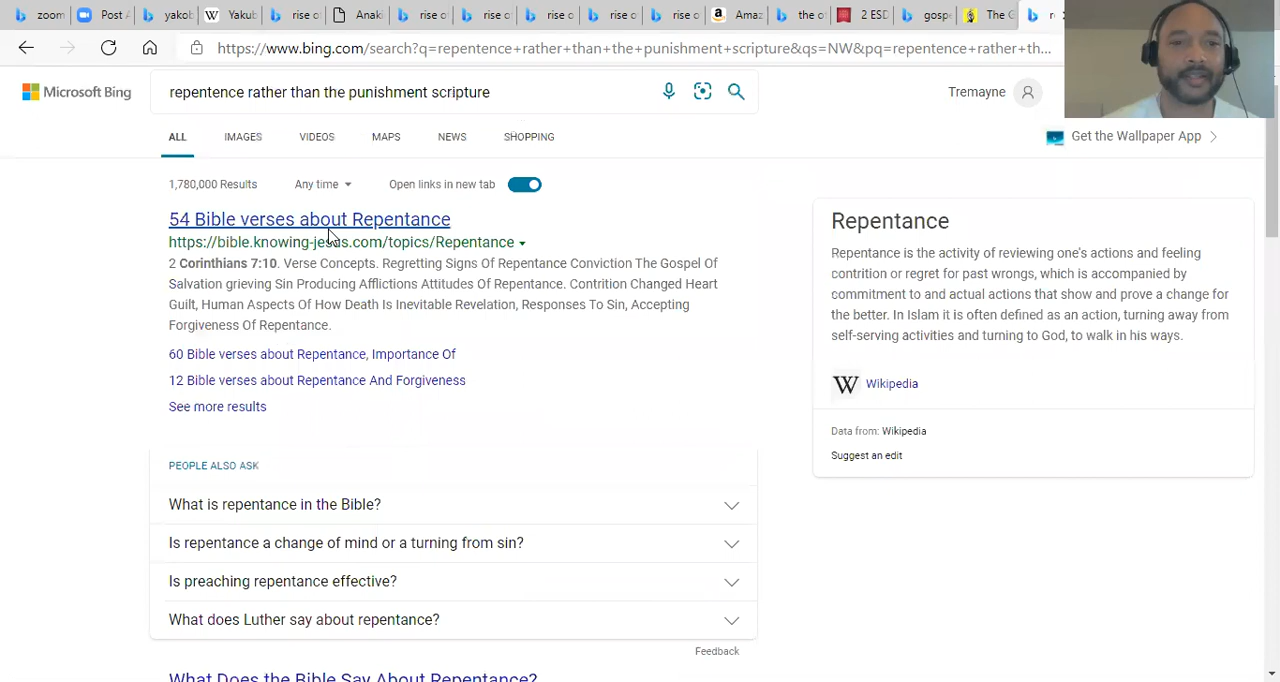 zoom
Post A
yakob
Yakub
rise o
Anaki
rise o
rise o
rise o
rise o
rise o
Amaz
the o
2 ESD
gospe
The G
https://www.bing.com/search?q=repentence+rather+than+the+punishment+scripture&qs=NW&pq=repentence+rather+th...
Microsoft Bing
repentence rather than the punishment scripture
Tremayne
ALL IMAGES VIDEOS MAPS NEWS SHOPPING
Get the Wallpaper App
1,780,000 Results Any time Open links in new tab
54 Bible verses about Repentance
https://bible.knowing-jesus.com/topics/Repentance
2 Corinthians 7:10. Verse Concepts. Regretting Signs Of Repentance Conviction The Gospel Of
Salvation grieving Sin Producing Afflictions Attitudes Of Repentance. Contrition Changed Heart
Guilt, Human Aspects Of How Death Is Inevitable Revelation, Responses To Sin, Accepting
Forgiveness Of Repentance.
60 Bible verses about Repentance, Importance Of
12 Bible verses about Repentance And Forgiveness
See more results
PEOPLE ALSO ASK
What is repentance in the Bible?
Is repentance a change of mind or a turning from sin?
Is preaching repentance effective?
What does Luther say about repentance?
Feedback
What Does the Bible Say About Repentance?
Repentance
Repentance is the activity of reviewing one's actions and feeling
contrition or regret for past wrongs, which is accompanied by
commitment to and actual actions that show and prove a change for
the better. In Islam it is often defined as an action, turning away from
self-serving activities and turning to God, to walk in his ways.
W Wikipedia
Data from: Wikipedia
Suggest an edit